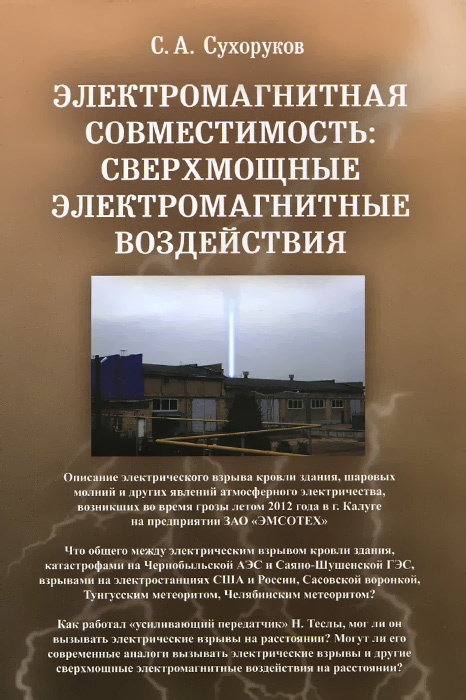 С. А. Сухоруков
ЭЛЕКТРОМАГНИТНАЯ
СОВМЕСТИМОСТЬ:
СВЕРХМОЩНЫЕ
ЭЛЕКТРОМАГНИТНЫЕ
ВОЗДЕЙСТВИЯ
Описание электрического взрыва кровли здания, шаровых
молний и других явлений атмосферного электричества,
возникших во время грозы летом 2012 года в г. Калуге
на предприятии ЗАО «ЭМСОТЕХ»
Что общего между электрическим взрывом кровли здания,
катастрофами на Чернобыльской АЭС и Саяно-Шушенской ГЭС,
взрывами на электростанциях США и России, Сасовской воронкой,
Тунгусским метеоритом, Челябинским метеоритом?
Как работал «усиливающий передатчик» Н. Теслы, мог ли он
вызывать электрические взрывы на расстоянии? Могут ли его
современные аналоги вызывать электрические взрывы и другие
сверхмощные электромагнитные воздействия на расстоянии?